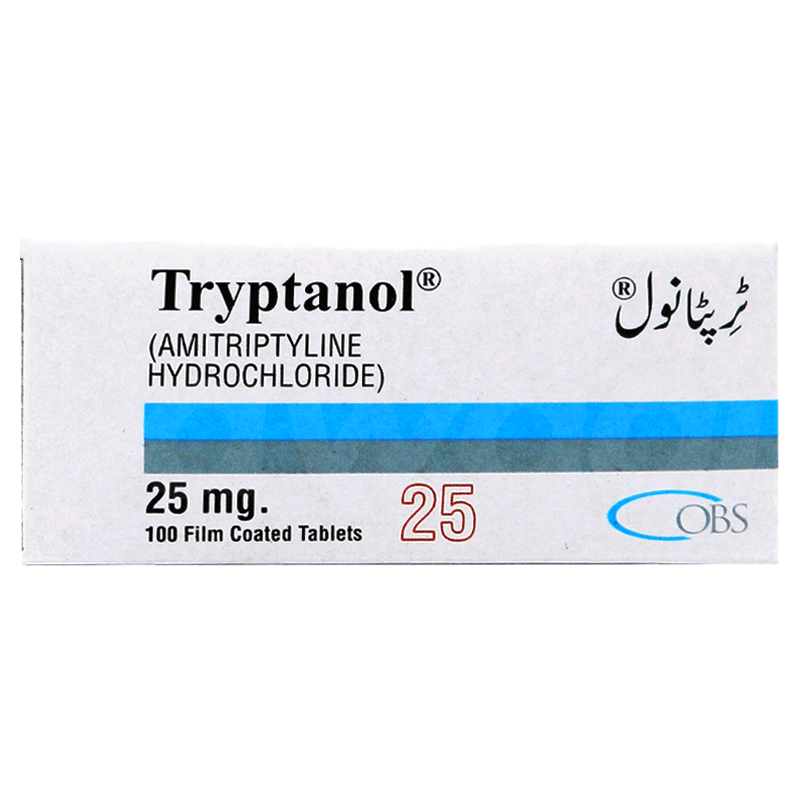 Tryptanol®
ٹرپٹانول®
(AMITRIPTYLINE
HYDROCHLORIDE)
25 mg.
100 Film Coated Tablets
25
OBS